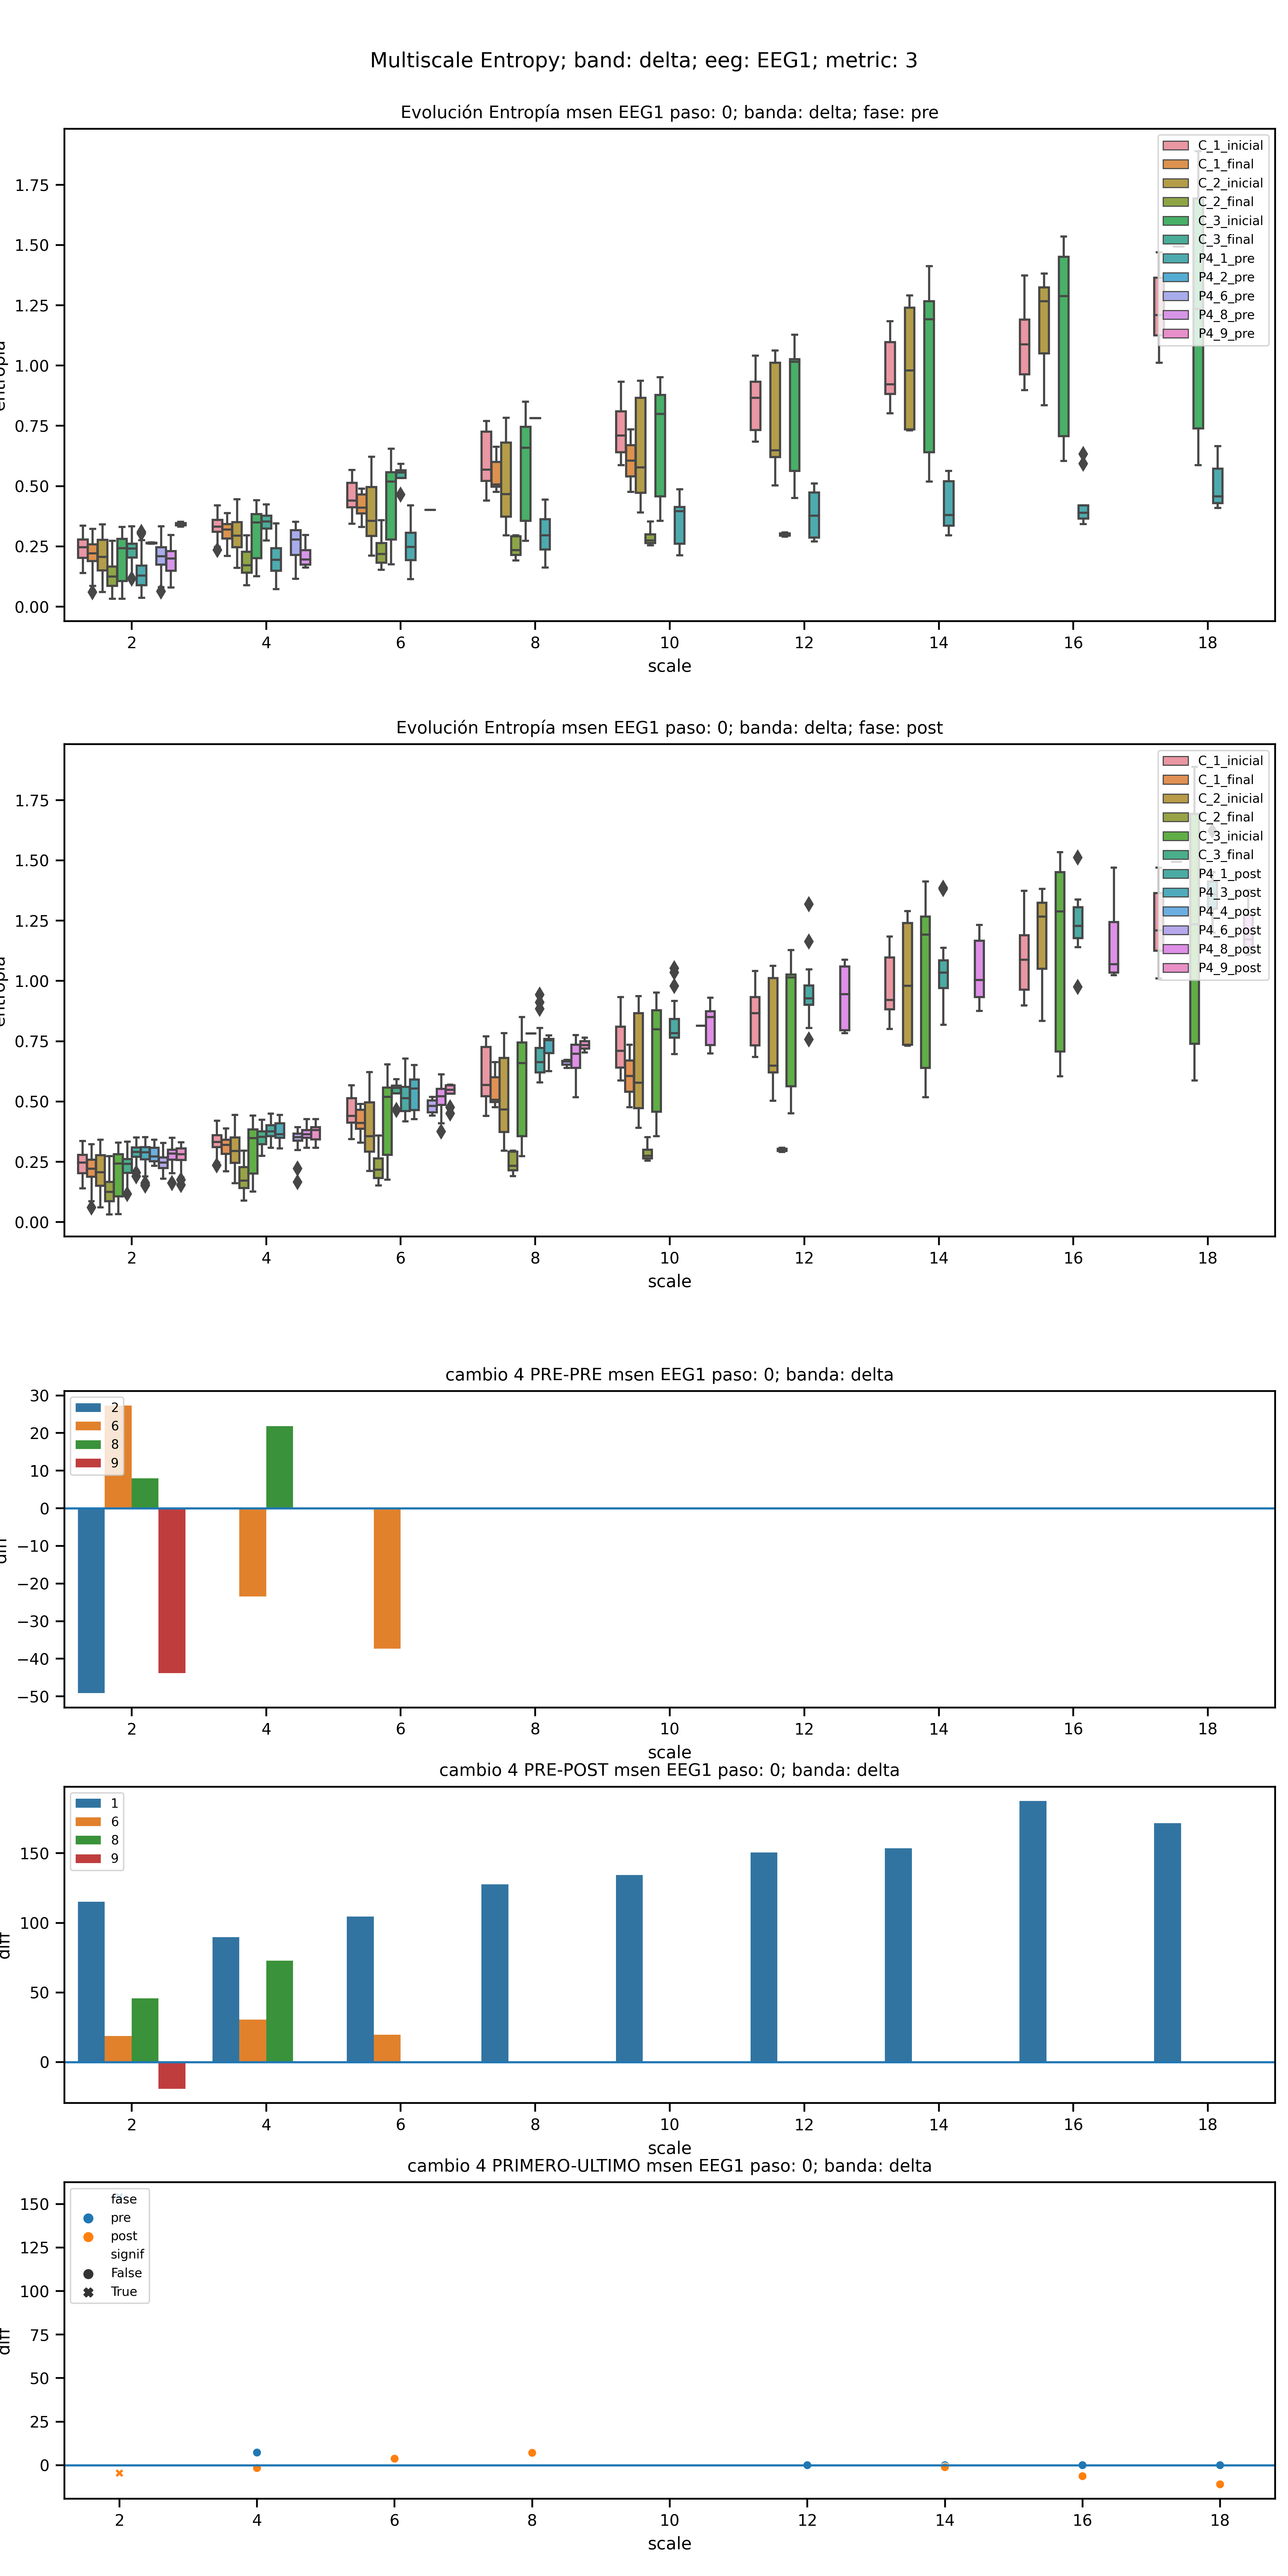 Multiscale Entropy; band: delta; eeg: EEG1; metric: 3
Evolución Entropía msen EEG1 paso: 0; banda: delta; fase: pre
C_1_inicial
C_1_final
C_2_inicial
C_2_final
C_3_inicial
C_3_final
P4_1_pre
P4_2_pre
P4_6_pre
P4_8_pre
P4_9_pre
1.75
1.50
1.25
1.00
0.75
0.50
0.25
0.00
entropia
2 4 6 8 10 12 14 16 18
scale
Evolución Entropía msen EEG1 paso: 0; banda: delta; fase: post
C_1_inicial
C_1_final
C_2_inicial
C_2_final
C_3_inicial
C_3_final
P4_1_post
P4_3_post
P4_4_post
P4_6_post
P4_8_post
P4_9_post
1.75
1.50
1.25
1.00
0.75
0.50
0.25
0.00
entropia
2 4 6 8 10 12 14 16 18
scale
cambio 4 PRE-PRE msen EEG1 paso: 0; banda: delta
2
6
8
9
30
20
10
0
−10
−20
−30
−40
−50
diff
2 4 6 8 10 12 14 16 18
scale
cambio 4 PRE-POST msen EEG1 paso: 0; banda: delta
1
6
8
9
150
100
50
0
diff
2 4 6 8 10 12 14 16 18
scale
cambio 4 PRIMERO-ULTIMO msen EEG1 paso: 0; banda: delta
fase
pre
post
signif
False
True
150
125
100
75
50
25
0
diff
2 4 6 8 12 14 16 18
scale